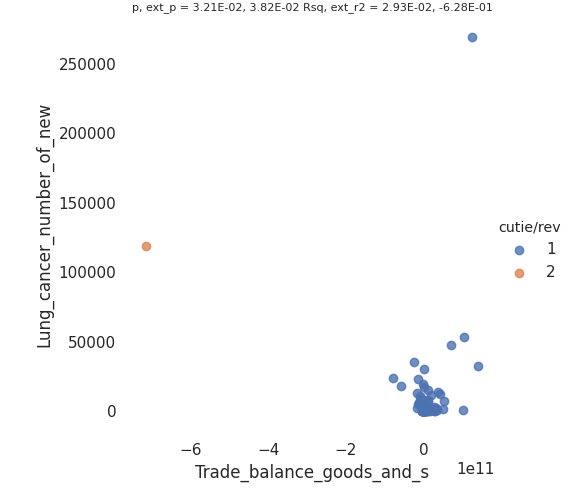 p, ext_p = 3.21E-02, 3.82E-02 Rsq, ext_r2 = 2.93E-02, -6.28E-01
Lung_cancer_number_of_new
250000
200000
150000
100000
50000
0
−6
−4
−2
0
1e11
Trade_balance_goods_and_s
cutie/rev
1
2